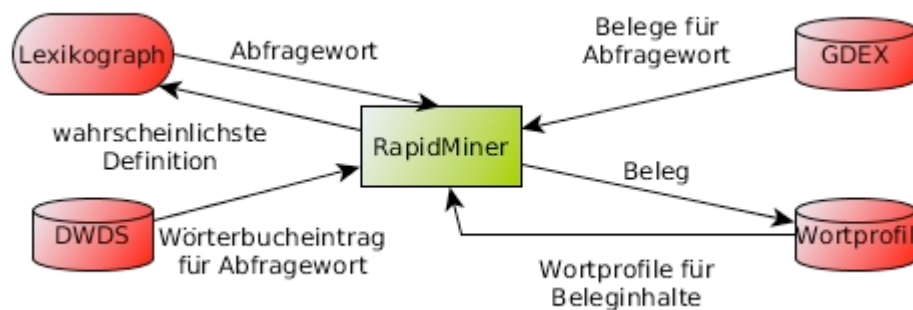 Lexikograph
Abfragewort
Belege für
Abfragewort
GDEX
wahrscheinlichste
Definition
RapidMiner
Beleg
DWDS
Wörterbucheintrag
für Abfragewort
Wortprofil
Wortprofile für
Beleginhalte